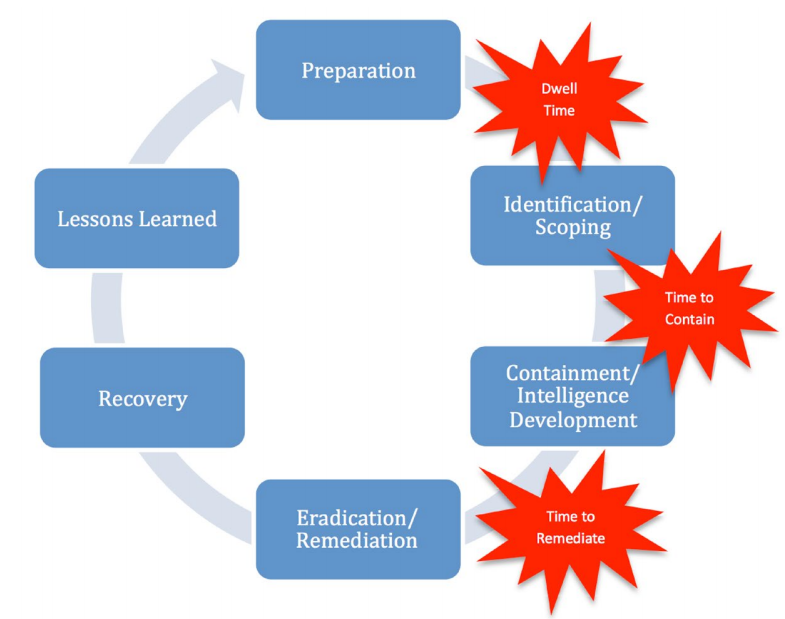 Preparation
Dwell
Time
Identification/
Scoping
Time to
Contain
Containment/
Intelligence
Development
Time to
Remediate
Eradication/
Remediation
Recovery
Lessons Learned